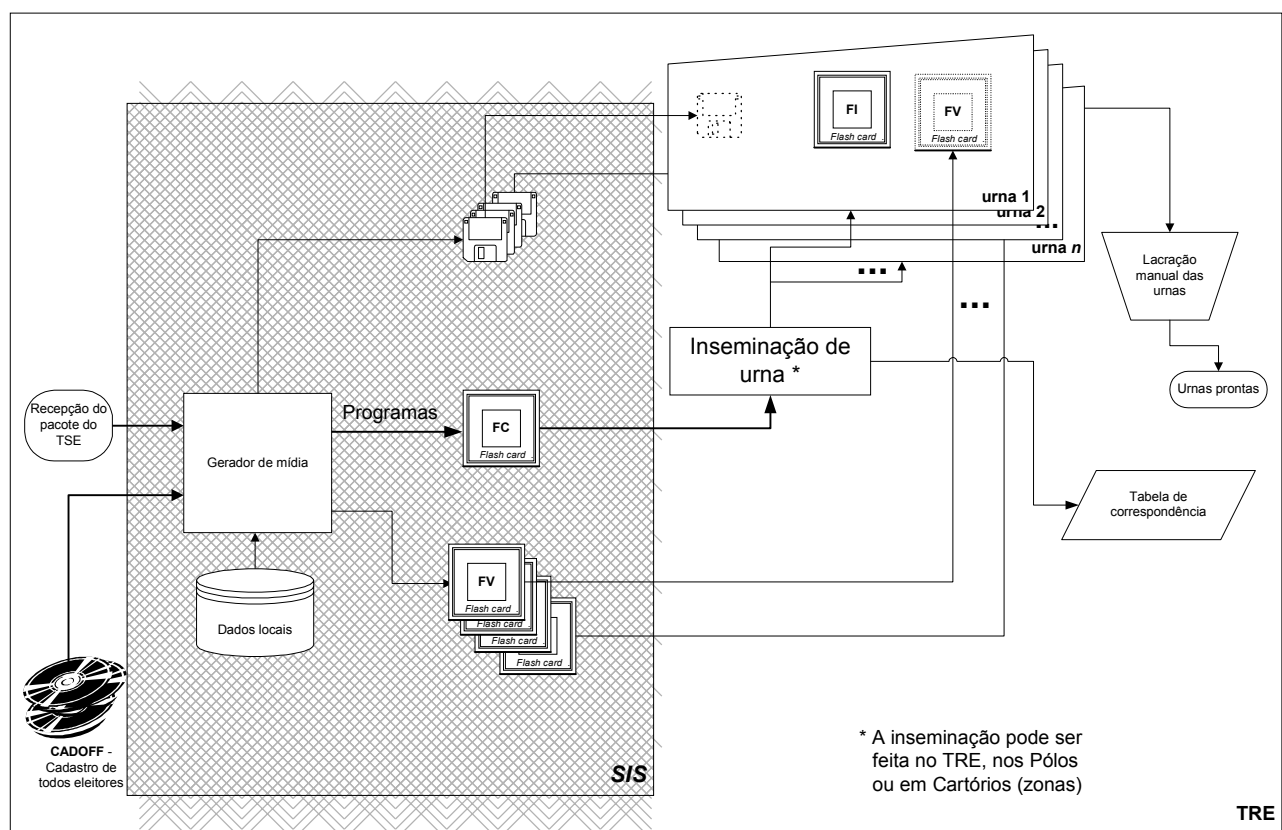 FI
Flash card
FV
Flash card
urna 1
urna 2
...
urna n
Lacração
manual das
urnas
Urnas prontas
...
...
Inseminação de
urna *
Recepção do
pacote do
TSE
Gerador de mídia
Programas
FC
Flash card
Tabela de
correspondência
FV
Flash card
Flash card
Flash card
Flash card
Dados locais
CADOFF -
Cadastro de
todos eleitores
SIS
* A inseminação pode ser
feita no TRE, nos Pólos
ou em Cartórios (zonas)
TRE